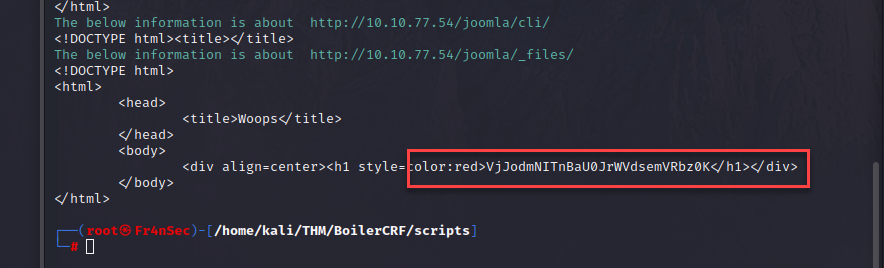 </html>
The below information is about  http://10.10.77.54/joomla/cli/
<!DOCTYPE html><title></title>
The below information is about  http://10.10.77.54/joomla/_files/
<!DOCTYPE html>
<html>
<head>
<title>Woops</title>
</head>
<body>
<div align=center><h1 style=color:red>VjJodmNITnBaU0JrWVdsemVRbz0K</h1></div>
</body>
</html>
┌──(root㉿Fr4nSec)-[/home/kali/THM/BoilerCRF/scripts]
└─#